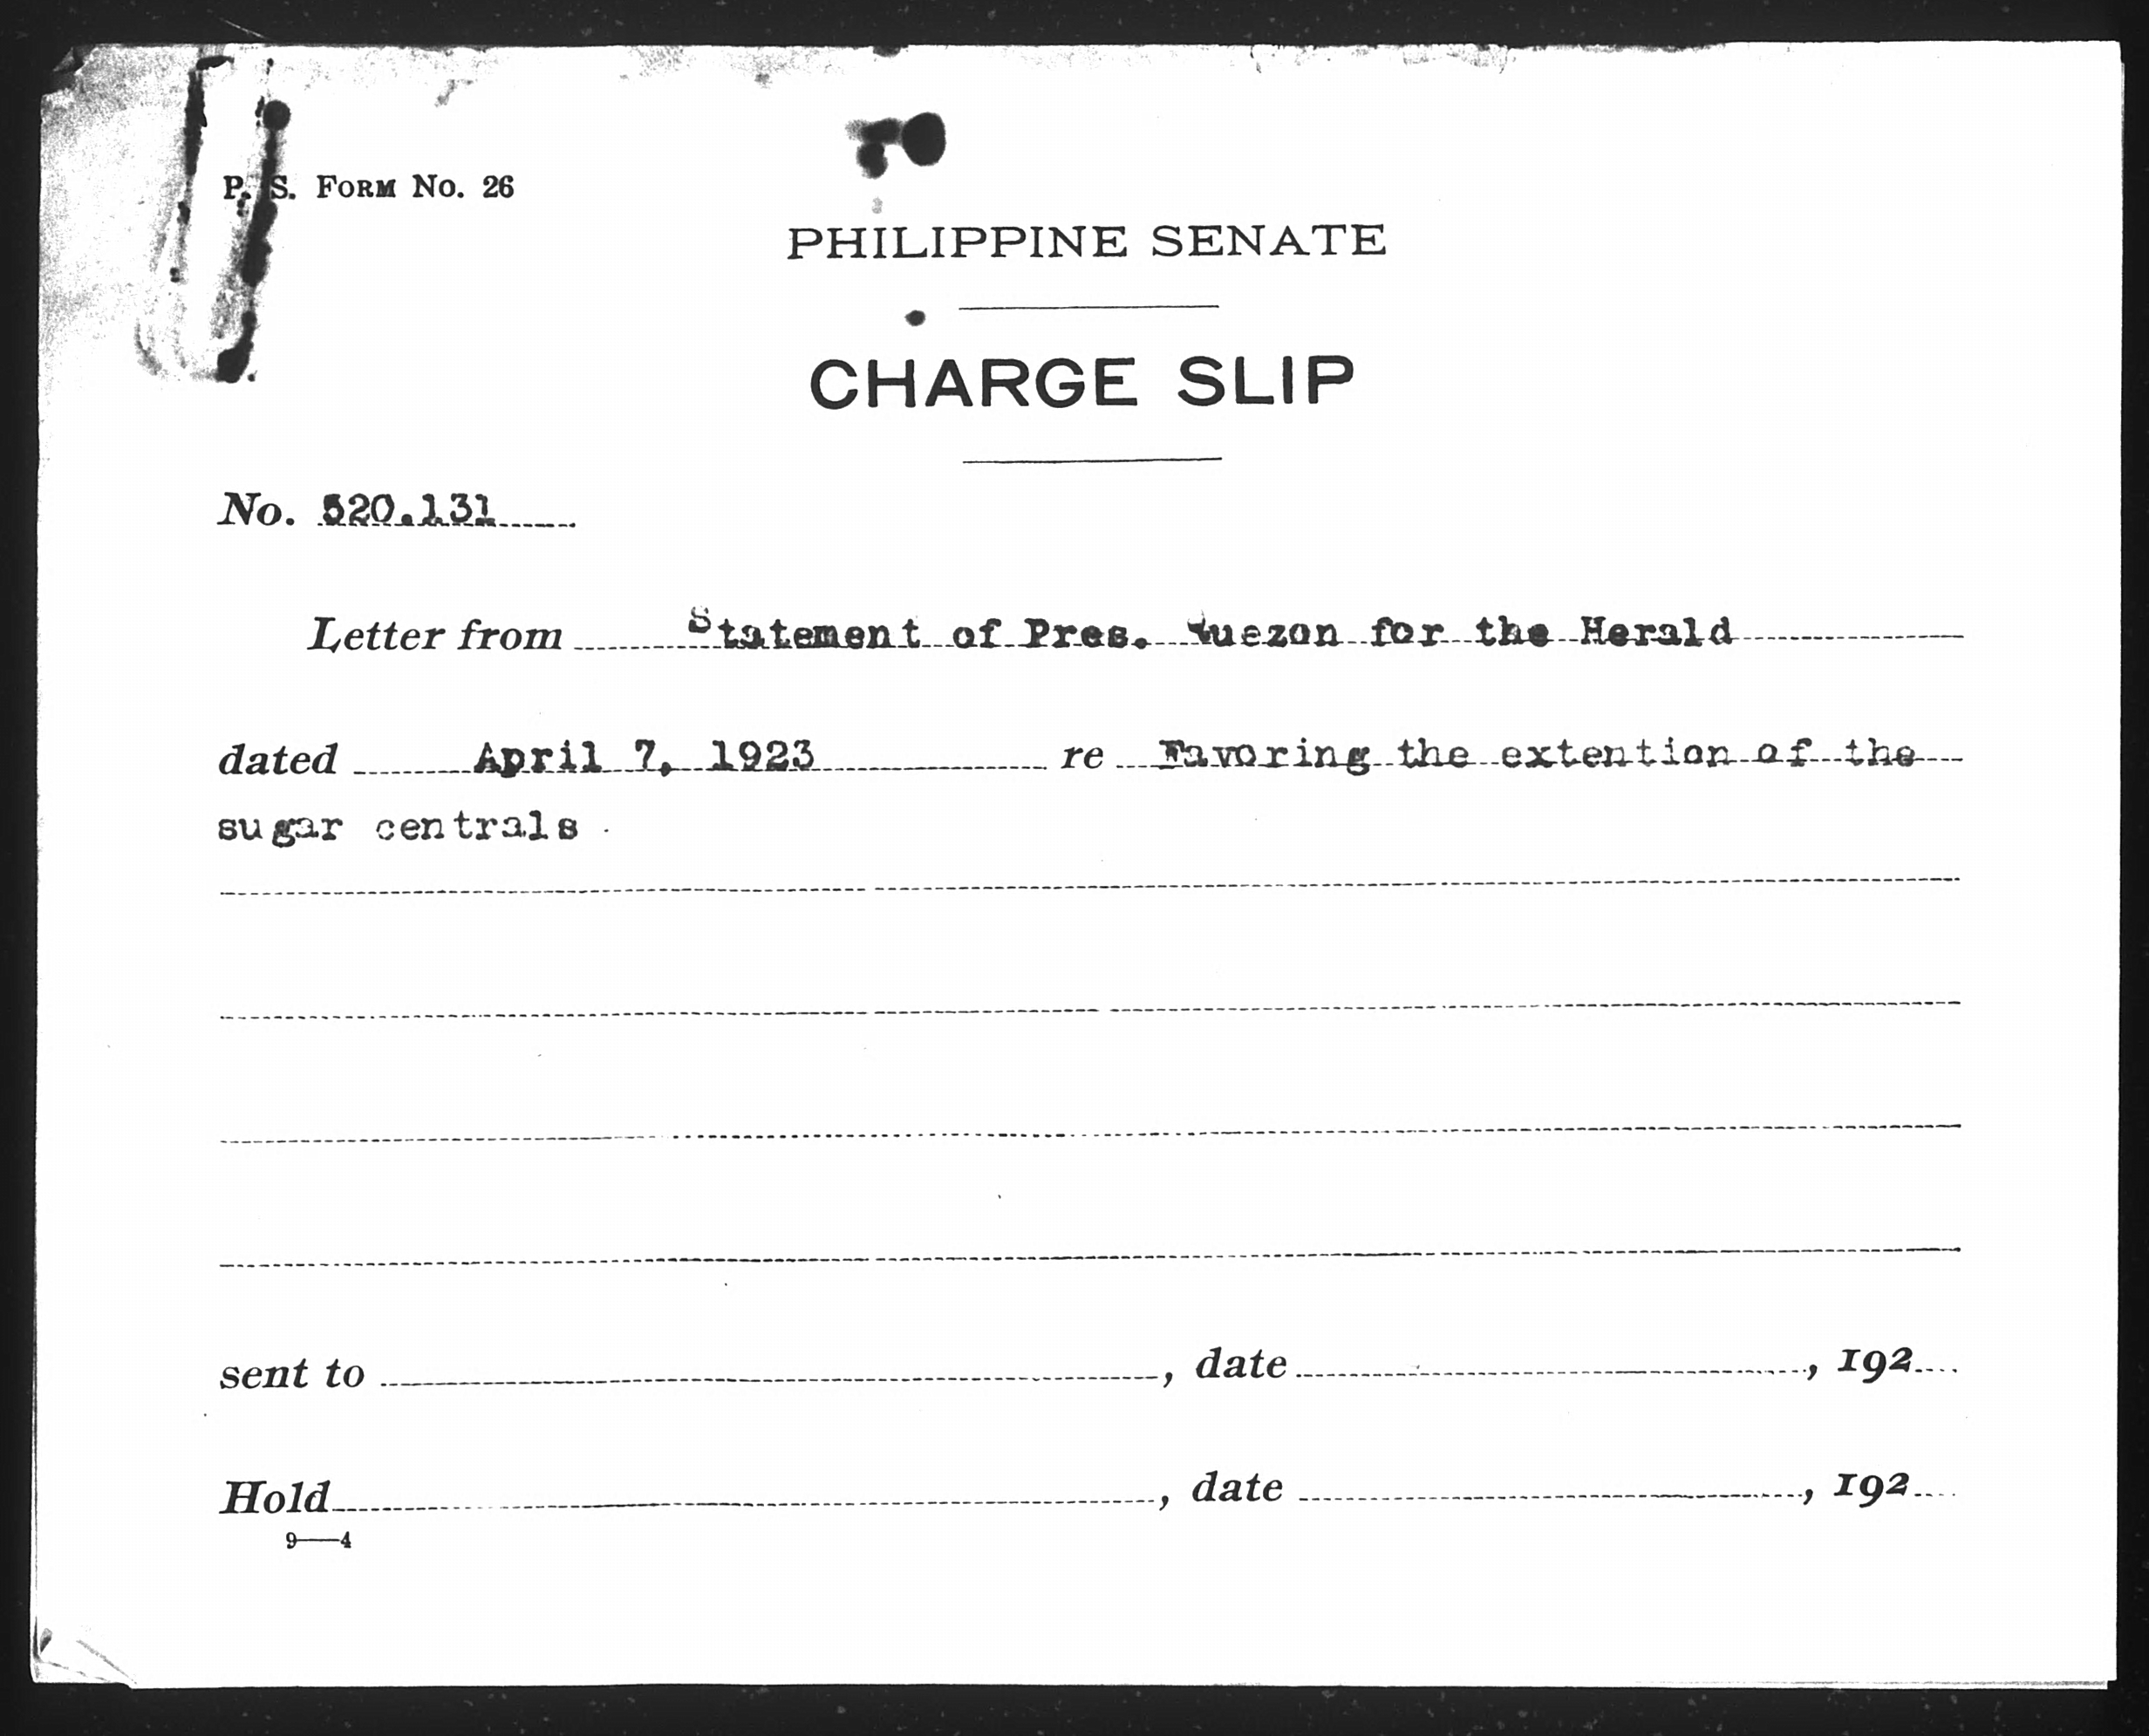 P. S. FORM No. 26
PHILIPPINE SENATE
CHARGE SLIP
No. 520.131
Letter from Statement of Pres. Quezon for the Herald
dated April 7, 1923 re Favoring the extention of the
sugar centrals
sent to , date , 192
Hold , date , 192
9—4